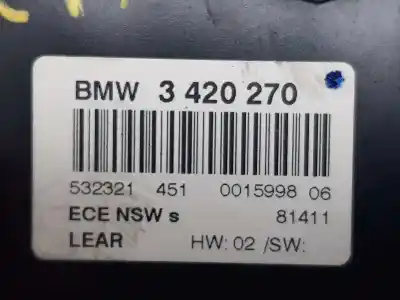 BMW 3 420 270
532321 451 0015998 06
ECE NSW s 81411
LEAR HW: 02 /SW: